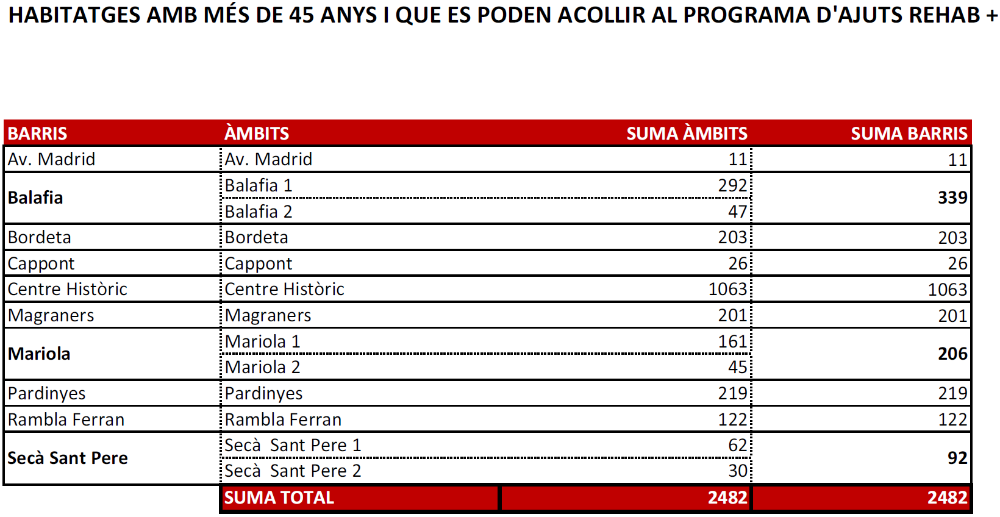 HABITATGES AMB MÉS DE 45 ANYS I QUE ES PODEN ACOLLIR AL PROGRAMA D'AJUTS REHAB +
BARRIS ÀMBITS SUMA ÀMBITS SUMA BARRIS
Av. Madrid Av. Madrid 11 11
Balafia Balafia 1 292 339
Balafia 2 47
Bordeta Bordeta 203 203
Cappont Cappont 26 26
Centre Històric Centre Històric 1063 1063
Magraners Magraners 201 201
Mariola Mariola 1 161 206
Mariola 2 45
Pardinyes Pardinyes 219 219
Rambla Ferran Rambla Ferran 122 122
Secà Sant Pere Secà  Sant Pere 1 62 92
Secà  Sant Pere 2 30
SUMA TOTAL 2482 2482